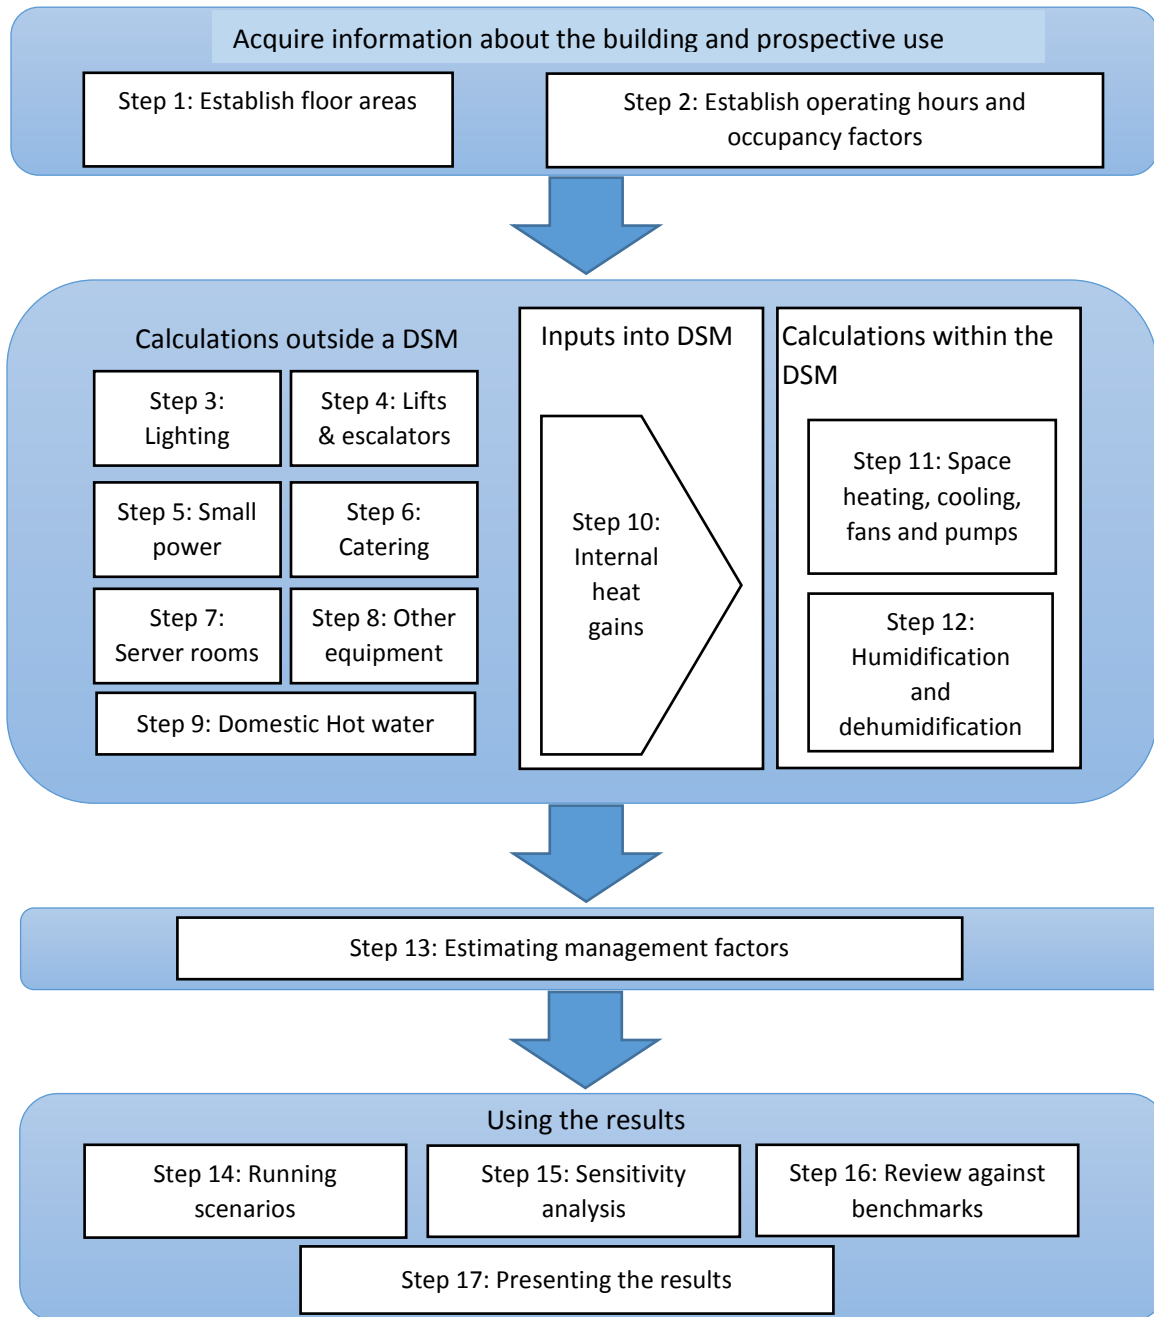 Acquire information about the building and prospective use
Step 1: Establish floor areas
Step 2: Establish operating hours and
occupancy factors
Calculations outside a DSM
Step 3:
Lighting
Step 4: Lifts
& escalators
Step 5: Small
power
Step 6:
Catering
Step 7:
Server rooms
Step 8: Other
equipment
Step 9: Domestic Hot water
Inputs into DSM
Step 10:
Internal
heat
gains
Calculations within the
DSM
Step 11: Space
heating, cooling,
fans and pumps
Step 12:
Humidification
and
dehumidification
Step 13: Estimating management factors
Using the results
Step 14: Running
scenarios
Step 15: Sensitivity
analysis
Step 16: Review against
benchmarks
Step 17: Presenting the results